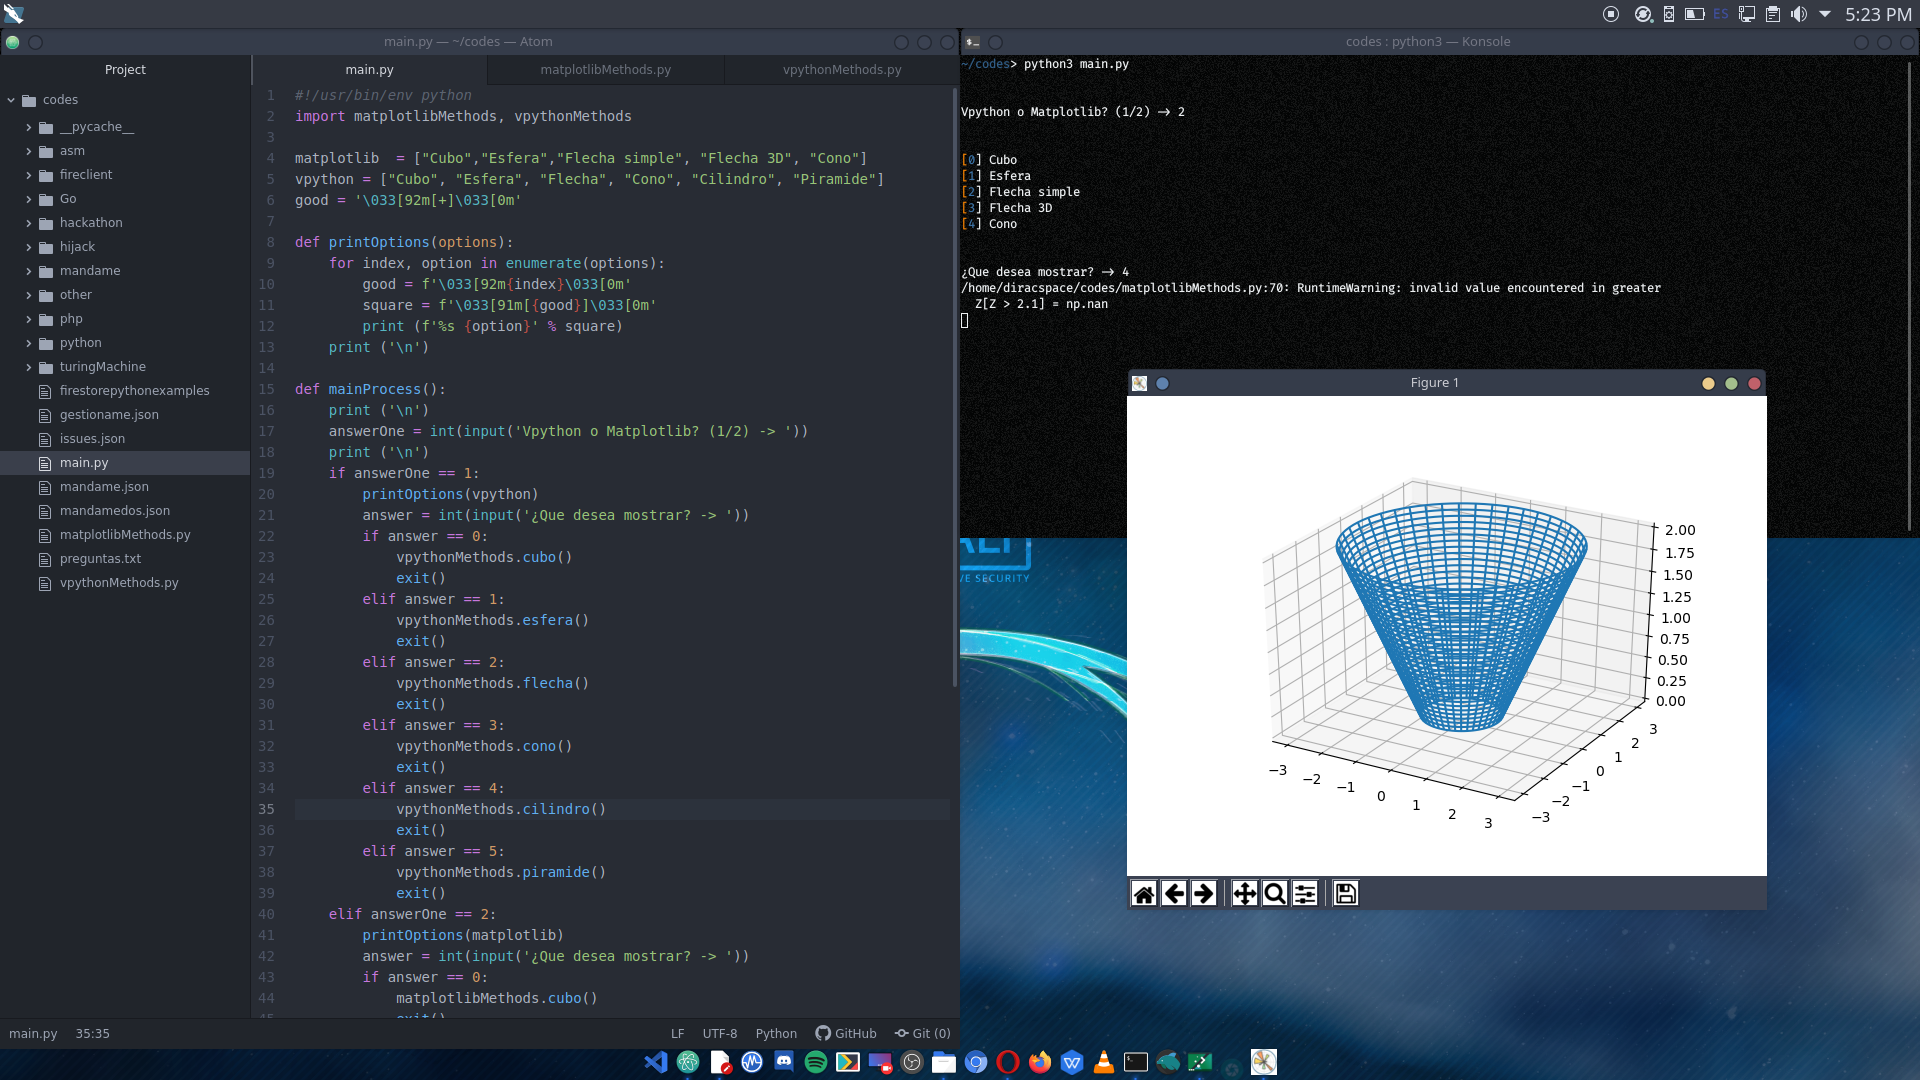 5:23 PM
ES
main.py — ~/codes — Atom
Project
main.py
matplotlibMethods.py
vpythonMethods.py
codes
__pycache__
asm
fireclient
Go
hackathon
hijack
mandame
other
php
python
turingMachine
firestorepythonexamples
gestioname.json
issues.json
main.py
mandame.json
mandamedos.json
matplotlibMethods.py
preguntas.txt
vpythonMethods.py
1 #!/usr/bin/env python
2 import matplotlibMethods, vpythonMethods
3
4 matplotlib  = ["Cubo","Esfera","Flecha simple", "Flecha 3D", "Cono"]
5 vpython = ["Cubo", "Esfera", "Flecha", "Cono", "Cilindro", "Piramide"]
6 good = '\033[92m[+]\033[0m'
7
8 def printOptions(options):
9     for index, option in enumerate(options):
10         good = f'\033[92m{index}\033[0m'
11         square = f'\033[91m[{good}]\033[0m'
12         print (f'%s {option}' % square)
13     print ('\n')
14
15 def mainProcess():
16     print ('\n')
17     answerOne = int(input('Vpython o Matplotlib? (1/2) -> '))
18     print ('\n')
19     if answerOne == 1:
20         printOptions(vpython)
21         answer = int(input('¿Que desea mostrar? -> '))
22         if answer == 0:
23             vpythonMethods.cubo()
24             exit()
25         elif answer == 1:
26             vpythonMethods.esfera()
27             exit()
28         elif answer == 2:
29             vpythonMethods.flecha()
30             exit()
31         elif answer == 3:
32             vpythonMethods.cono()
33             exit()
34         elif answer == 4:
35             vpythonMethods.cilindro()
36             exit()
37         elif answer == 5:
38             vpythonMethods.piramide()
39             exit()
40     elif answerOne == 2:
41         printOptions(matplotlib)
42         answer = int(input('¿Que desea mostrar? -> '))
43         if answer == 0:
44             matplotlibMethods.cubo()
45             exit()
main.py 35:35
LF UTF-8 Python GitHub Git (0)
codes : python3 — Konsole
~/codes> python3 main.py
Vpython o Matplotlib? (1/2) -> 2
[0] Cubo
[1] Esfera
[2] Flecha simple
[3] Flecha 3D
[4] Cono
¿Que desea mostrar? -> 4
/home/diracspace/codes/matplotlibMethods.py:70: RuntimeWarning: invalid value encountered in greater
  Z[Z > 2.1] = np.nan
VE SECURITY
Figure 1
2.00
1.75
1.50
1.25
1.00
0.75
0.50
0.25
0.00
−3 −2 −1 0 1 2 3
−3 −2 −1 0 1 2 3